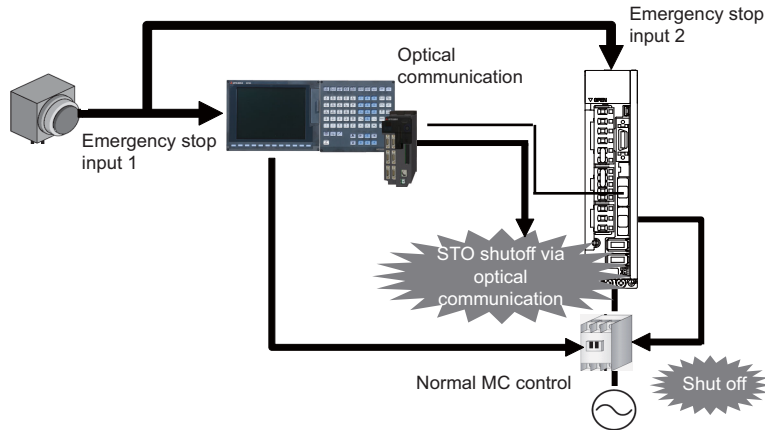 Emergency stop
input 2
Optical
communication
Emergency stop
input 1
STO shutoff via
optical
communication
Normal MC control
Shut off